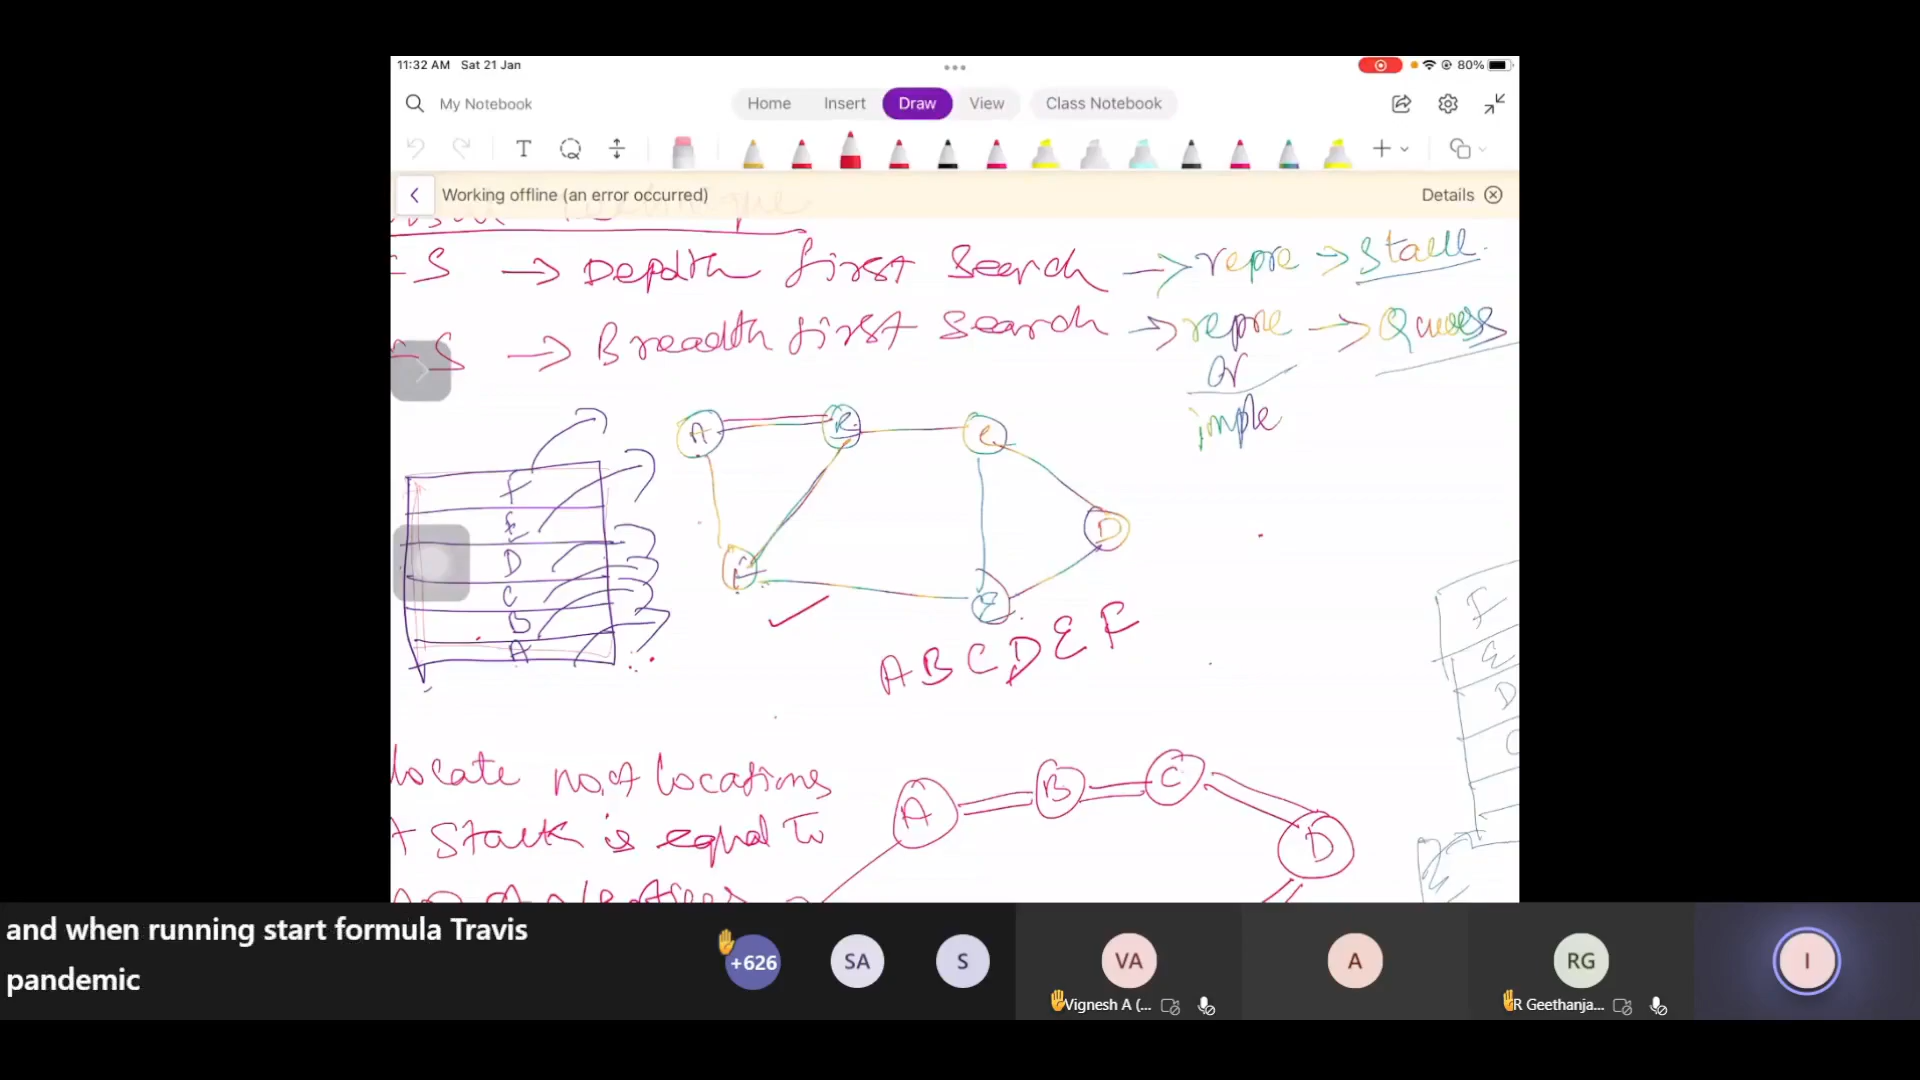 11:32 AM Sat 21 Jan
80%
My Notebook
Home Insert Draw View Class Notebook
T
Working offline (an error occurred) Details
S → Depdth first Search → repre → Stack
S → Breadth first Search → repre → Queues
or
imple
A B C
D
E
F
E
D
C
B
A
A B C D E F
F
E
D
C
locate no.of locations
A B C
D
Stack is equal to
and when running start formula Travis
pandemic
+626 SA S VA A RG I
Vignesh A (... R Geethanja...